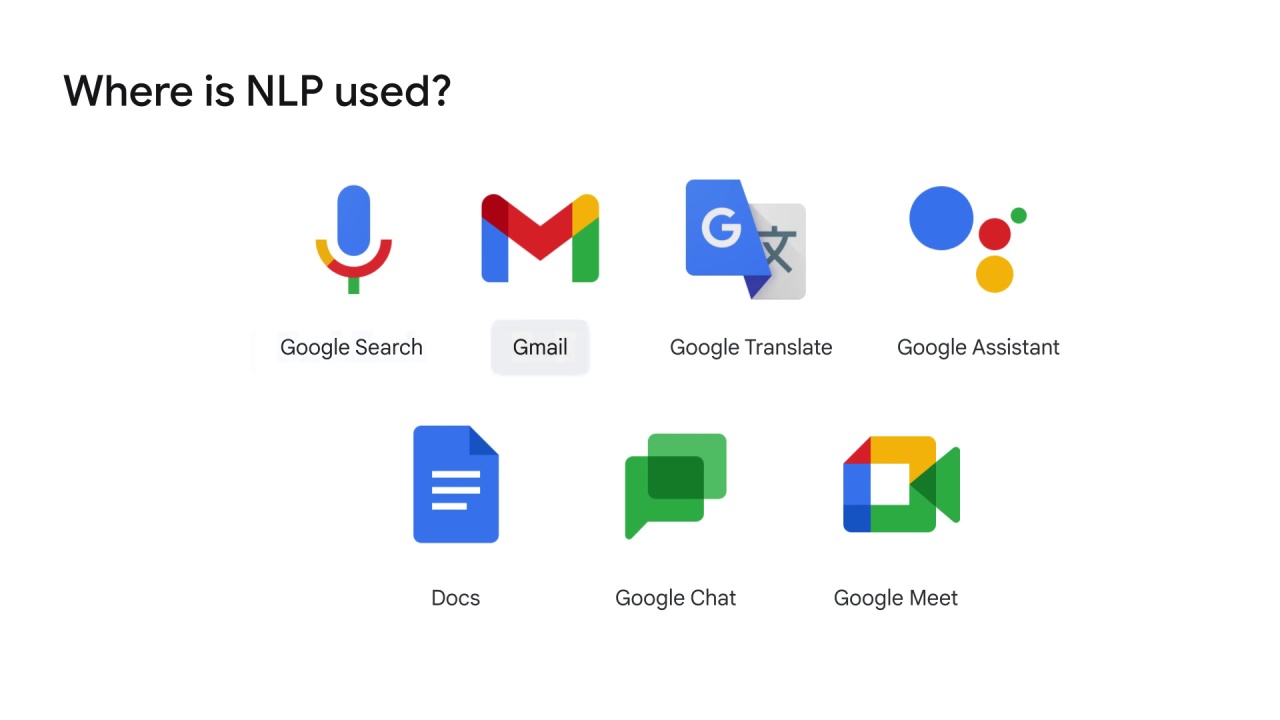 Where is NLP used?
G 文
Google Search
Gmail
Google Translate
Google Assistant
Docs
Google Chat
Google Meet